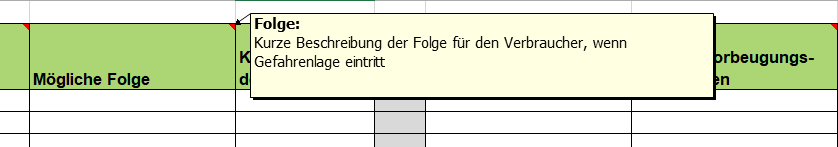 Folge:
Kurze Beschreibung der Folge für den Verbraucher, wenn
Gefahrenlage eintritt
Mögliche Folge